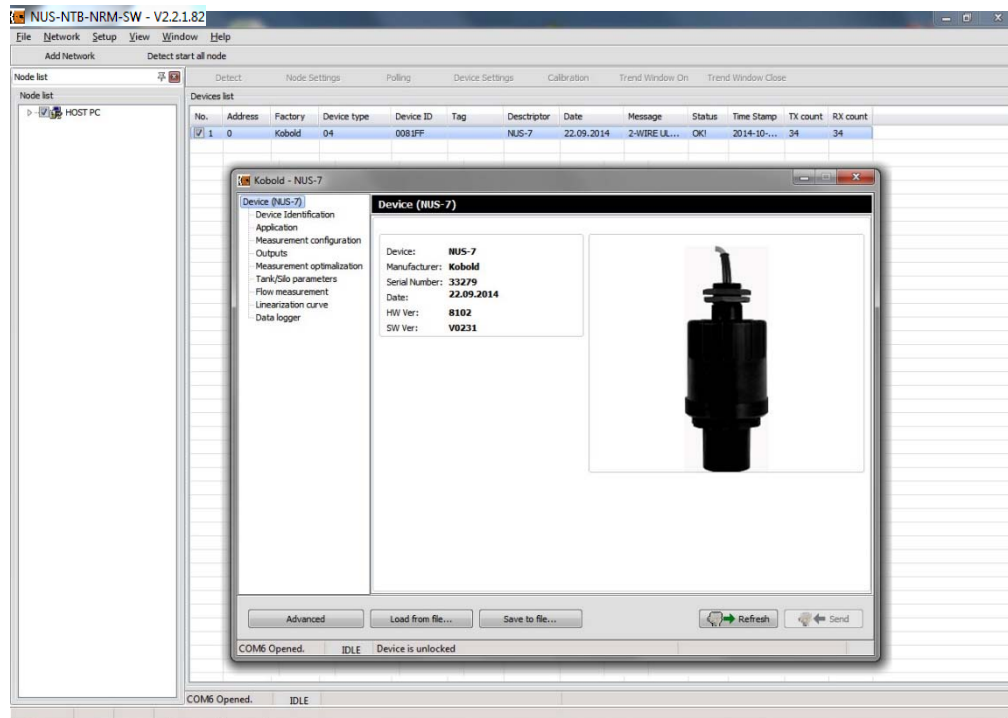 NUS-NTB-NRM-SW - V2.2.1.82
File Network Setup View Window Help
Add Network Detect start all node
Node list
Detect Node Settings Polling Device Settings Calibration Trend Window On Tren Trend Window Close
Node list
Devices list
HOST PC
No. Address Factory Device type Device ID Tag Desctriptor Date Message Status Time Stamp TX count RX count
1 0 Kobold 04 0081FF NUS-7 22.09.2014 2-WIRE UL... OK! 2014-10-... 34 34
Kobold - NUS-7
Device (NUS-7)
Device Identification
Application
Measurement configuration
Outputs
Measurement optimalization
Tank/Silo parameters
Flow measurement
Linearization curve
Data logger
Device (NUS-7)
Device: NUS-7
Manufacturer: Kobold
Serial Number: 33279
Date: 22.09.2014
HW Ver: 8102
SW Ver: V0231
Advanced Load from file... Save to file... Refresh Send
COM6 Opened. IDLE Device is unlocked
COM6 Opened. IDLE